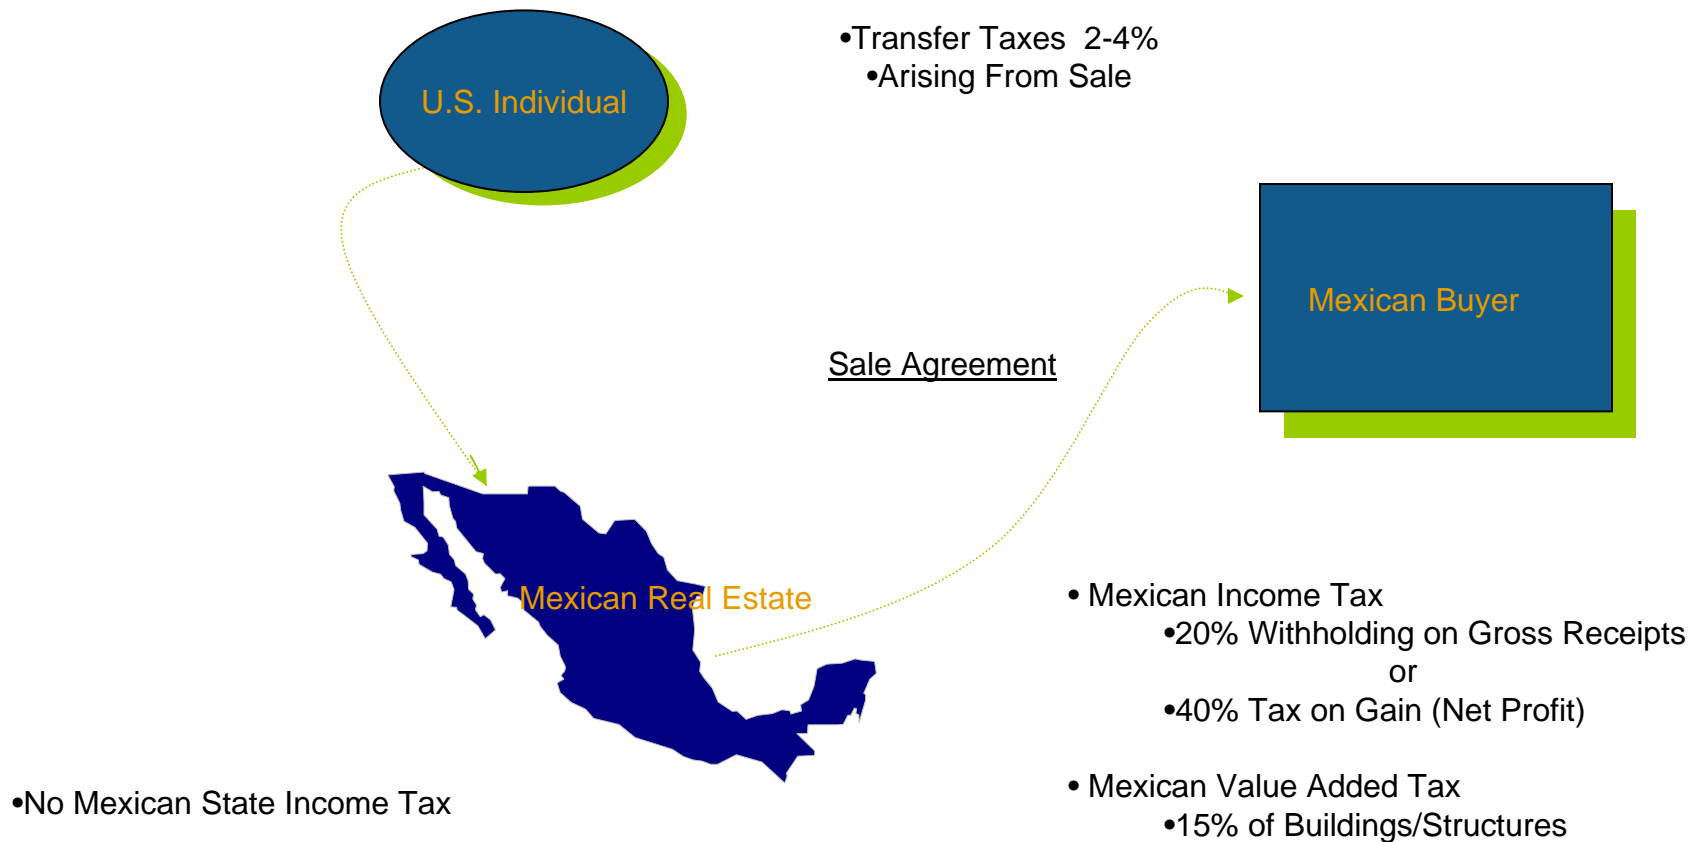 •Transfer Taxes 2-4%
•Arising From Sale
U.S. Individual
Mexican Buyer
Sale Agreement
Mexican Real Estate
• Mexican Income Tax
•20% Withholding on Gross Receipts
or
•40% Tax on Gain (Net Profit)
• Mexican Value Added Tax
•15% of Buildings/Structures
•No Mexican State Income Tax